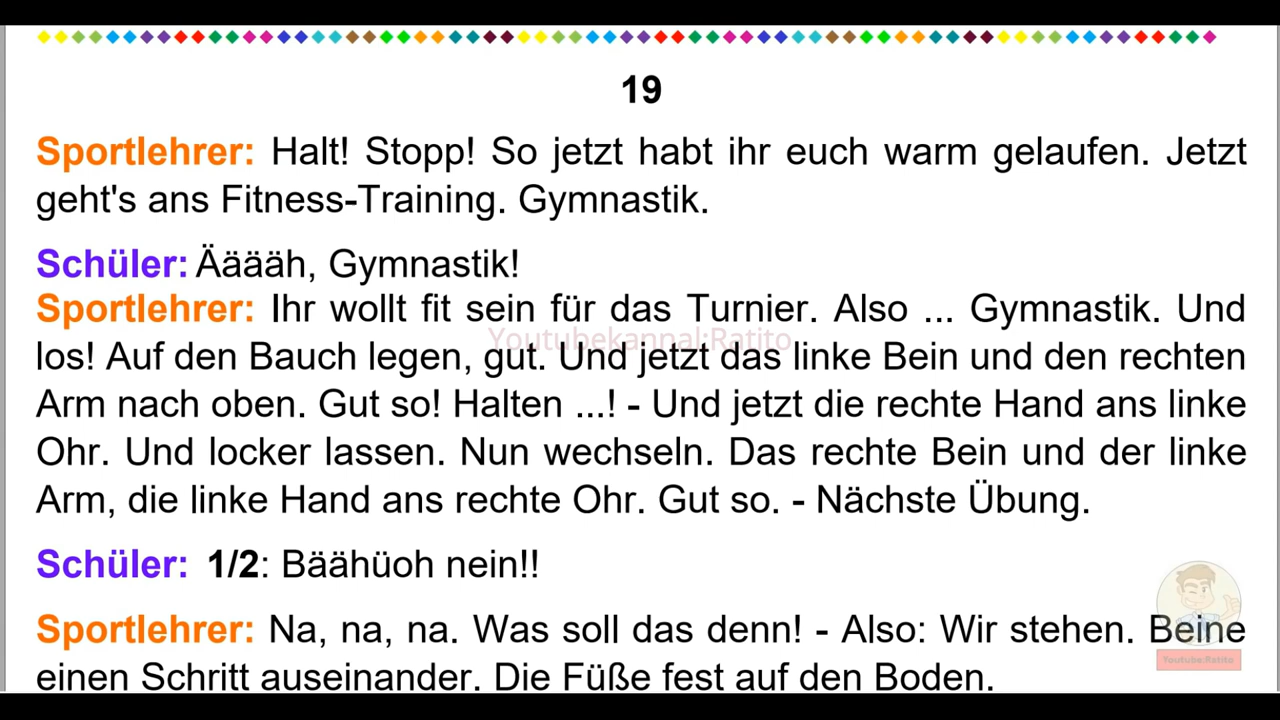 19
Sportlehrer: Halt! Stopp! So jetzt habt ihr euch warm gelaufen. Jetzt
geht's ans Fitness-Training. Gymnastik.
Schüler: Ääääh, Gymnastik!
Sportlehrer: Ihr wollt fit sein für das Turnier. Also ... Gymnastik. Und
Youtubekannal:Ratito
los! Auf den Bauch legen, gut. Und jetzt das linke Bein und den rechten
Arm nach oben. Gut so! Halten ...! - Und jetzt die rechte Hand ans linke
Ohr. Und locker lassen. Nun wechseln. Das rechte Bein und der linke
Arm, die linke Hand ans rechte Ohr. Gut so. - Nächste Übung.
Schüler: 1/2: Bäähüoh nein!!
Sportlehrer: Na, na, na. Was soll das denn! - Also: Wir stehen. Beine
einen Schritt auseinander. Die Füße fest auf den Boden.
Youtube:Ratito